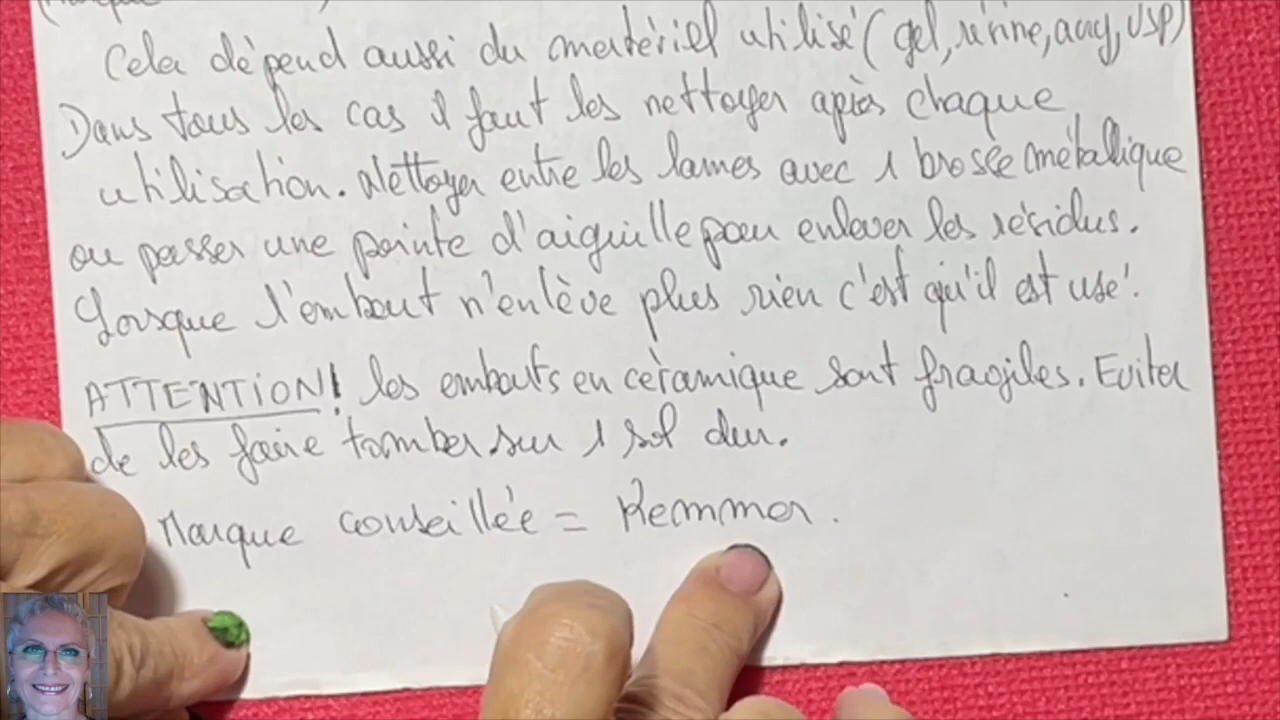 Cela dépend aussi du matériel utilisé (gel, résine, acry, VSP)
Dans tous les cas il faut les nettoyer après chaque
utilisation. Nettoyer entre les lames avec 1 brosse métallique
ou passer une pointe d'aiguille pour enlever les résidus.
Lorsque l'embout n'enlève plus rien c'est qu'il est usé.
ATTENTION! les embouts en céramique sont fragiles. Eviter
de les faire tomber sur 1 sol dur.
Marque conseillée = Kemmer.